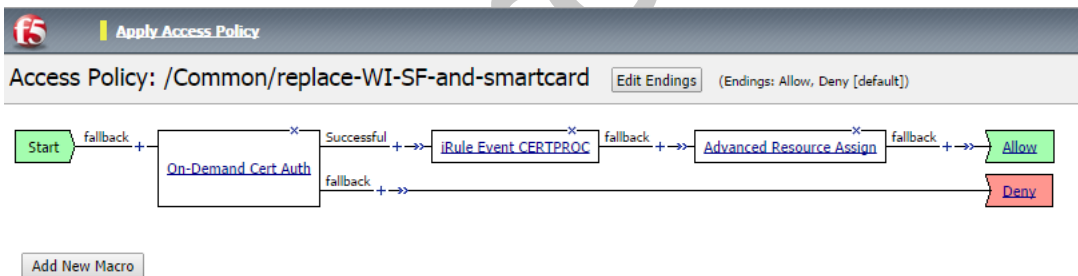 f5 Apply Access Policy
Access Policy: /Common/replace-WI-SF-and-smartcard Edit Endings (Endings: Allow, Deny [default])
Start fallback + On-Demand Cert Auth Successful + iRule Event CERTPROC fallback + Advanced Resource Assign fallback + Allow
fallback + Deny
Add New Macro